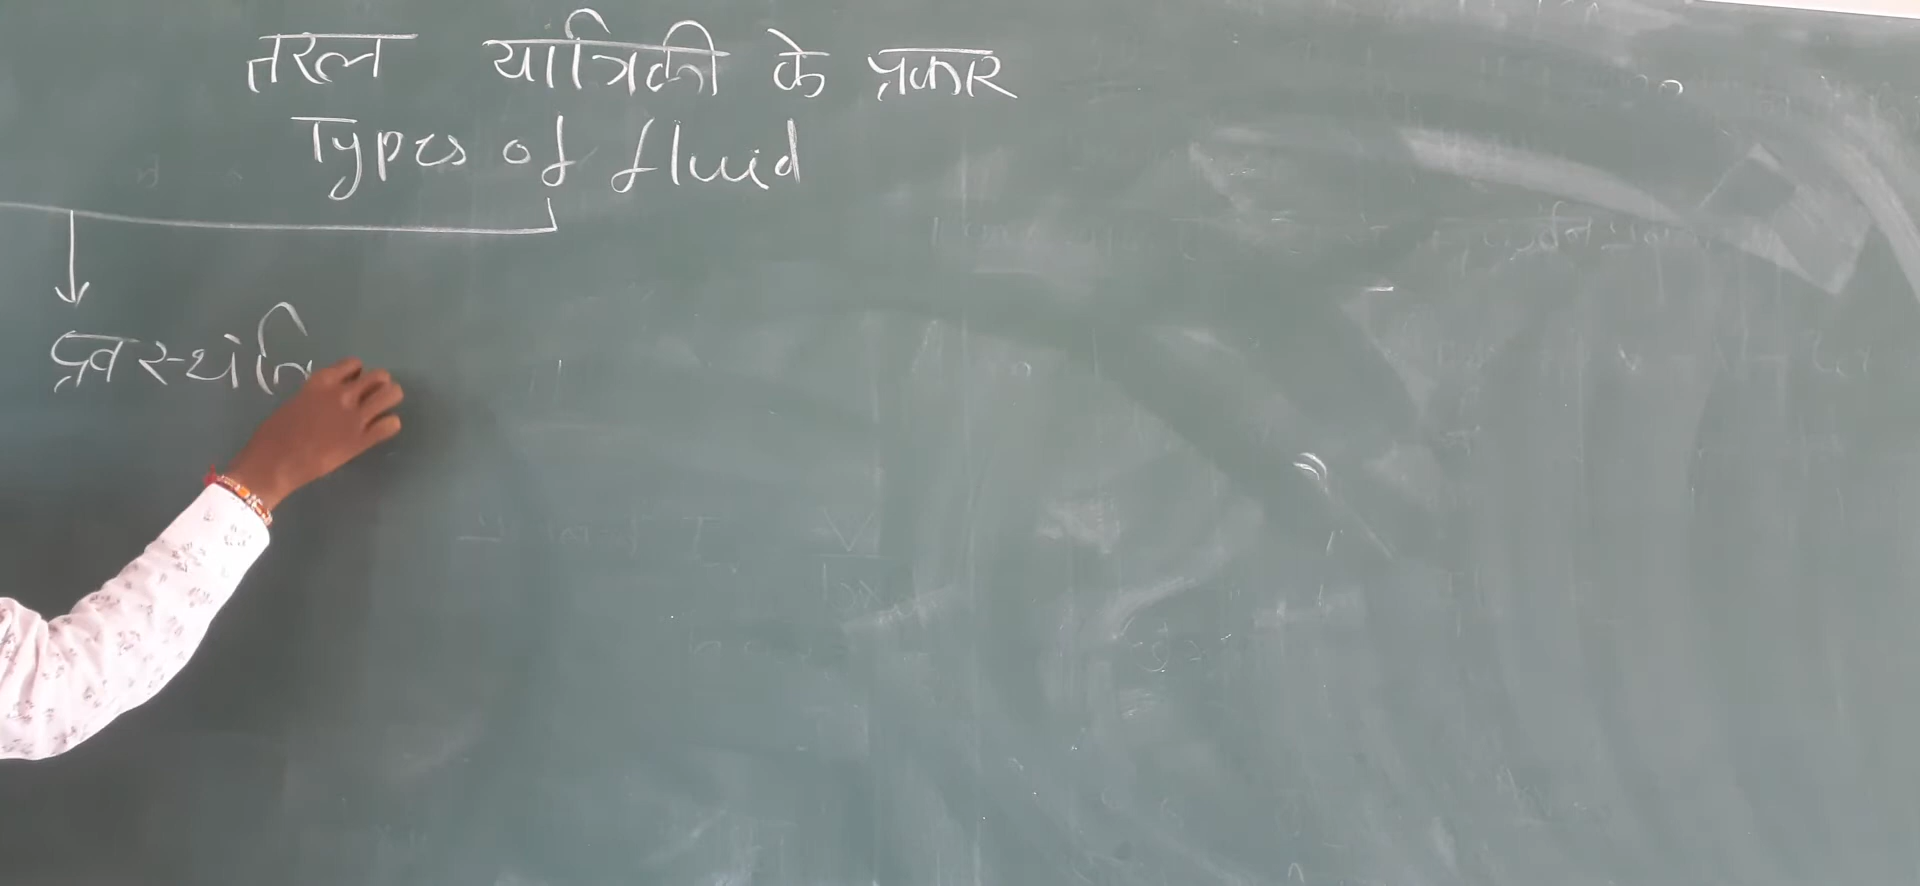 तरल यांत्रिकी के प्रकार
Types of fluid
द्रवस्थंति